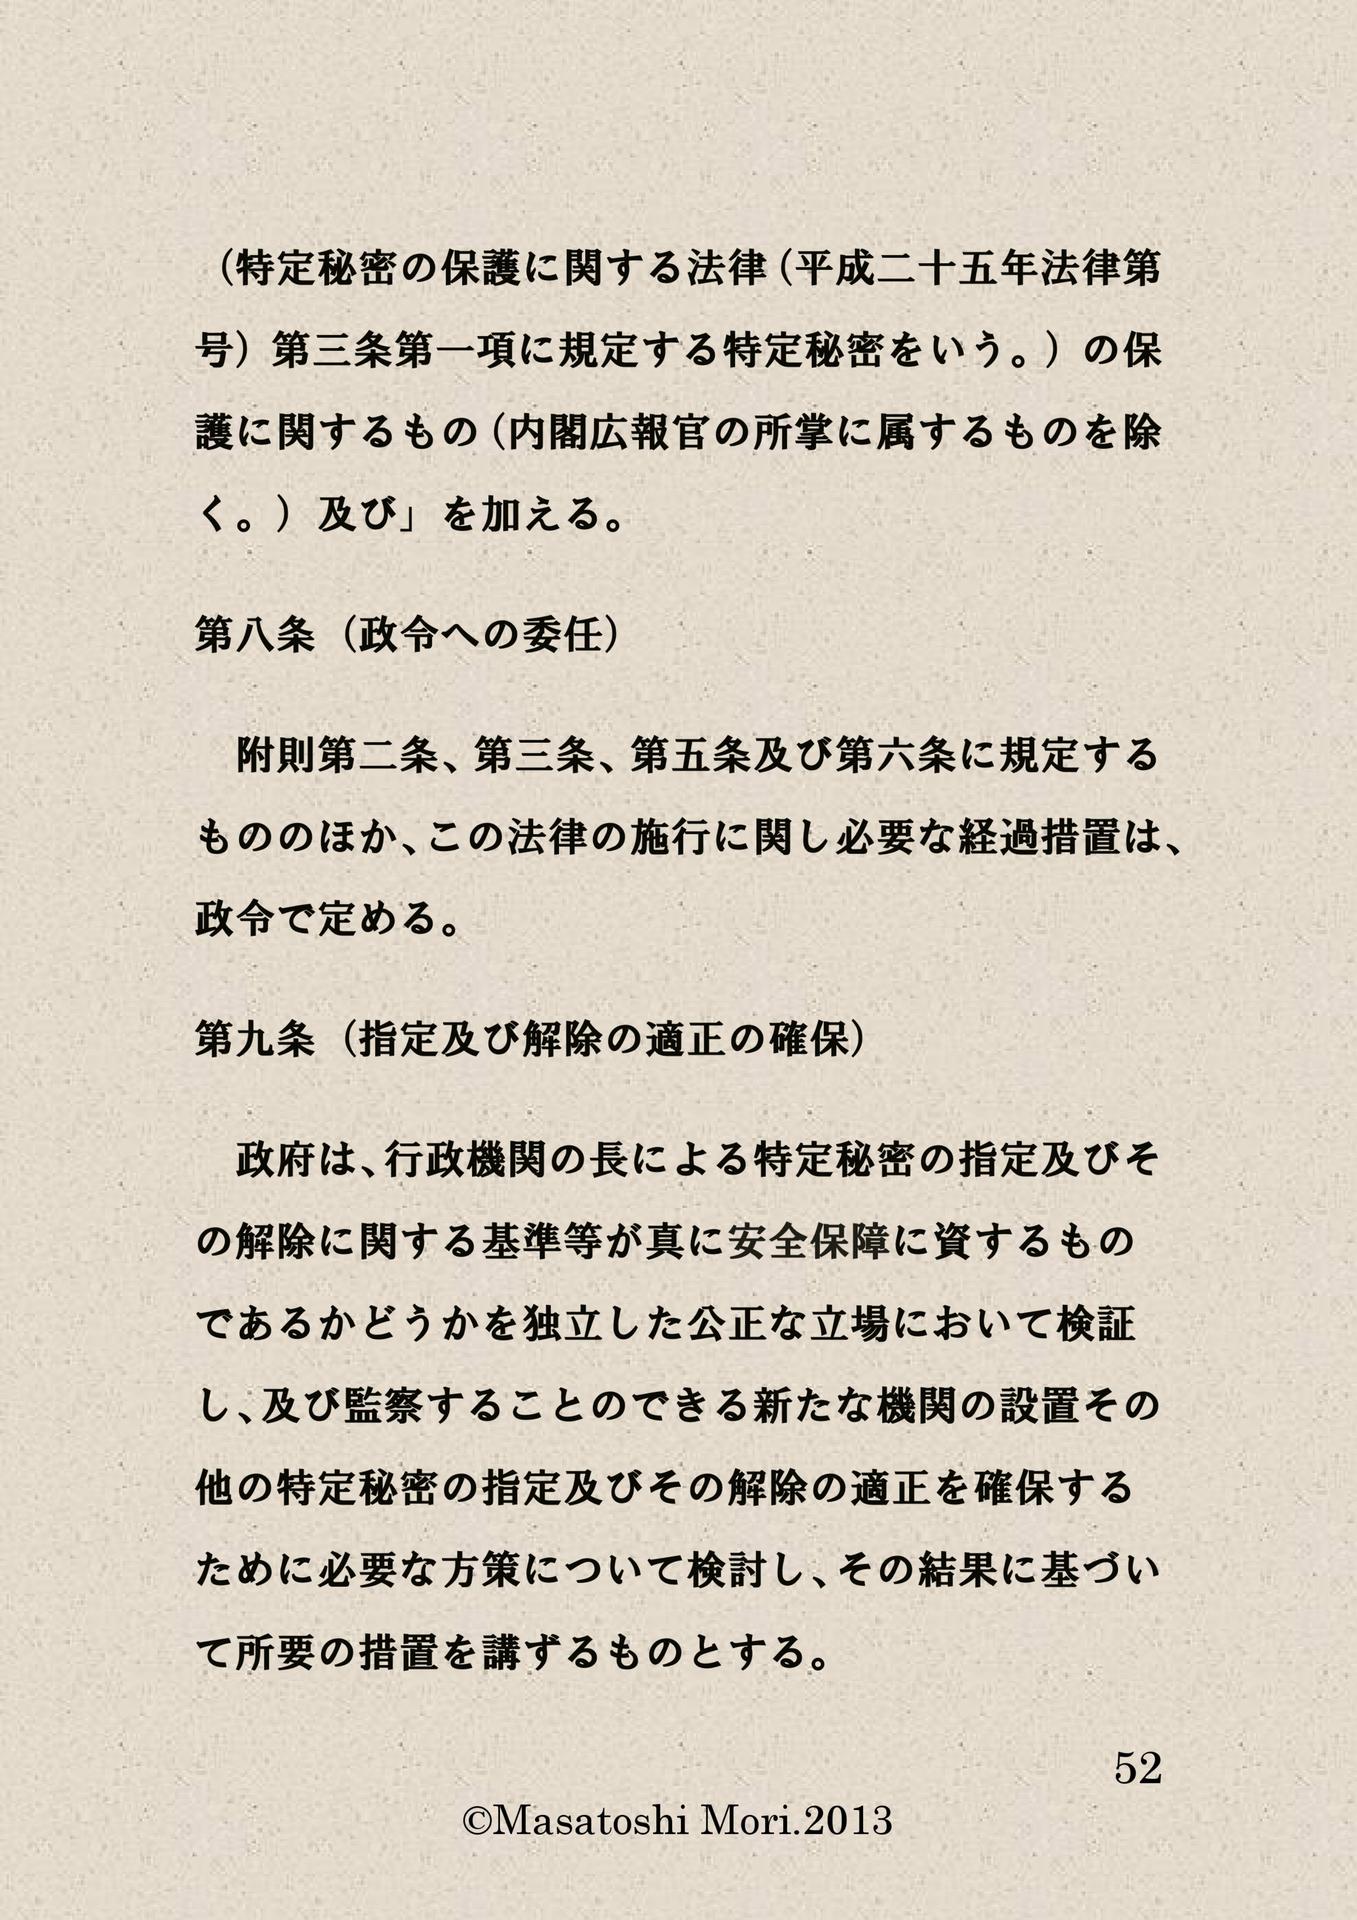 （特定秘密の保護に関する法律（平成二十五年法律第
号）第三条第一項に規定する特定秘密をいう。）の保
護に関するもの（内閣広報官の所掌に属するものを除
く。）及び」を加える。
第八条（政令への委任）
　附則第二条、第三条、第五条及び第六条に規定する
もののほか、この法律の施行に関し必要な経過措置は、
政令で定める。
第九条（指定及び解除の適正の確保）
　政府は、行政機関の長による特定秘密の指定及びそ
の解除に関する基準等が真に安全保障に資するもの
であるかどうかを独立した公正な立場において検証
し、及び監察することのできる新たな機関の設置その
他の特定秘密の指定及びその解除の適正を確保する
ために必要な方策について検討し、その結果に基づい
て所要の措置を講ずるものとする。
52
©Masatoshi Mori.2013